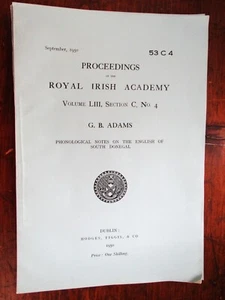 September, 1950
53 C 4
PROCEEDINGS
OF THE
ROYAL IRISH ACADEMY
VOLUME LIII, SECTION C, NO. 4
G. B. ADAMS
PHONOLOGICAL NOTES ON THE ENGLISH OF
SOUTH DONEGAL
DUBLIN:
HODGES, FIGGIS, & CO.
1950
Price: One Shilling